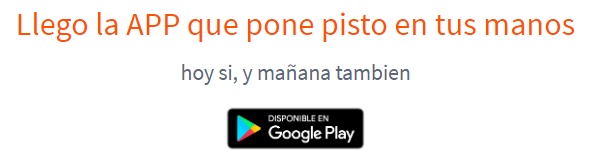 Llego la APP que pone pisto en tus manos
hoy si, y mañana tambien
DISPONIBLE EN
Google Play